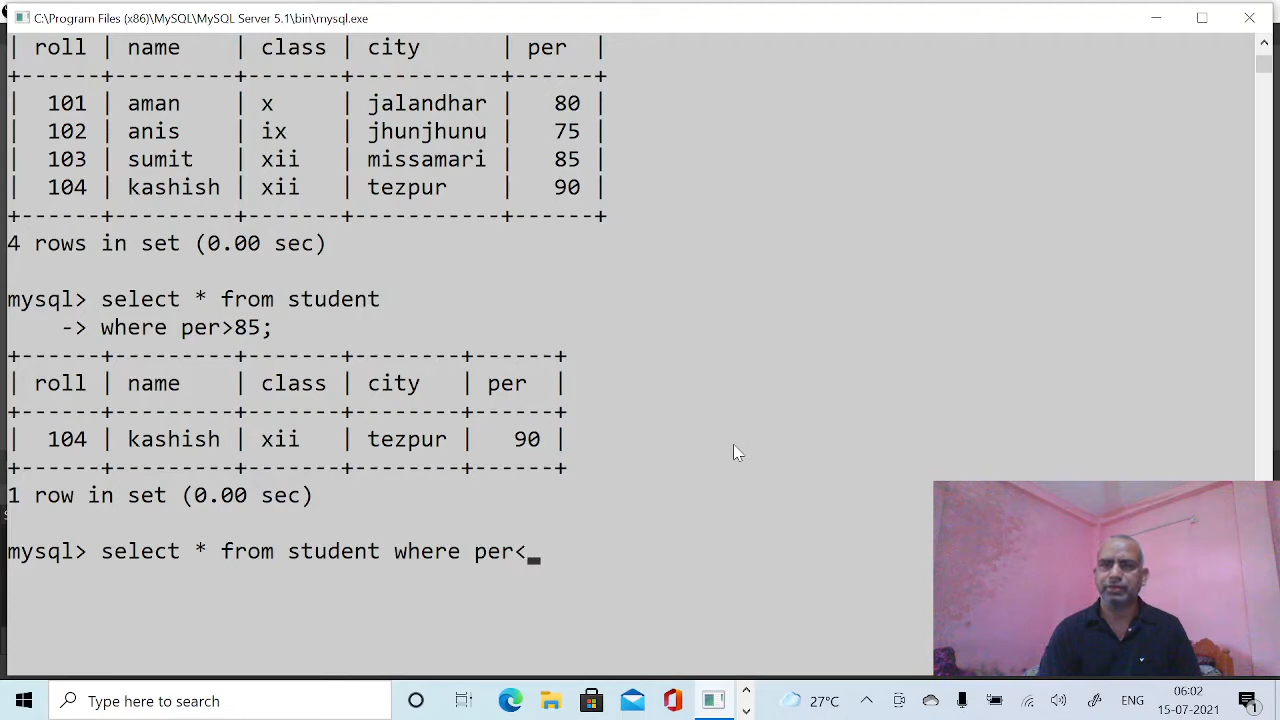 C:\Program Files (x86)\MySQL\MySQL Server 5.1\bin\mysql.exe
| roll | name    | class | city      | per  |
+------+---------+-------+-----------+------+
|  101 | aman    | x     | jalandhar |   80 |
|  102 | anis    | ix    | jhunjhunu |   75 |
|  103 | sumit   | xii   | missamari |   85 |
|  104 | kashish | xii   | tezpur    |   90 |
+------+---------+-------+-----------+------+
4 rows in set (0.00 sec)
mysql> select * from student
    -> where per>85;
+------+---------+-------+--------+------+
| roll | name    | class | city   | per  |
+------+---------+-------+--------+------+
|  104 | kashish | xii   | tezpur |   90 |
+------+---------+-------+--------+------+
1 row in set (0.00 sec)
mysql> select * from student where per<_
Type here to search
27°C
ENG
06:02
15-07-2021
1